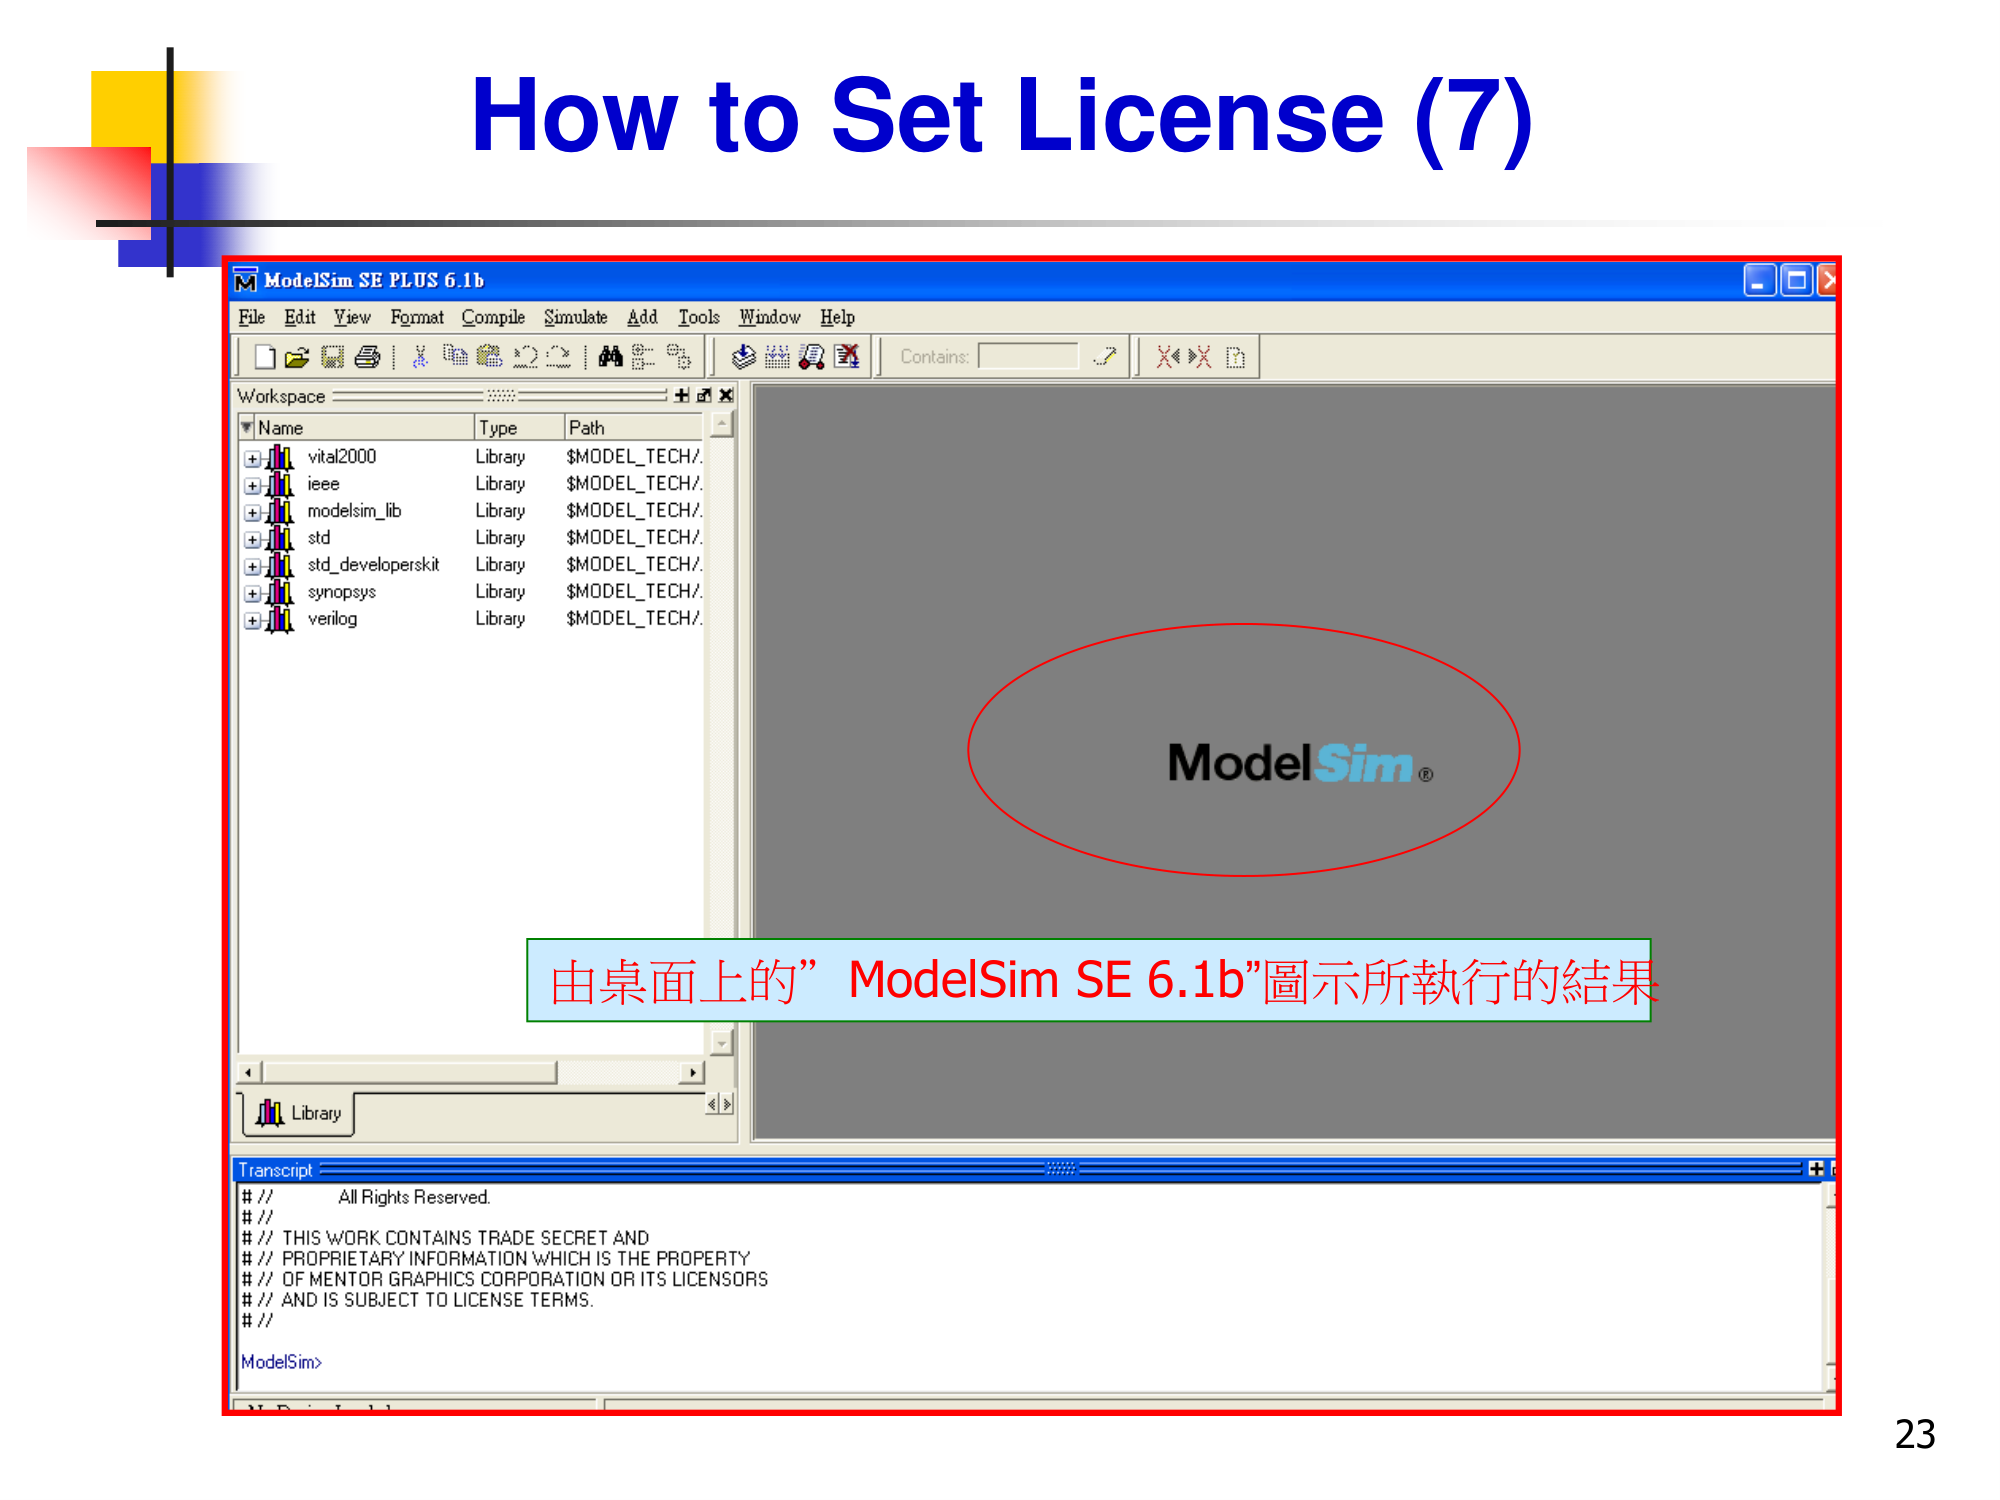 How to Set License (7)
ModelSim SE PLUS 6.1b
File Edit View Format Compile Simulate Add Tools Window Help
Contains:
Workspace
Name Type Path
vital2000 Library $MODEL_TECH/.
ieee Library $MODEL_TECH/.
modelsim_lib Library $MODEL_TECH/.
std Library $MODEL_TECH/.
std_developerskit Library $MODEL_TECH/.
synopsys Library $MODEL_TECH/.
verilog Library $MODEL_TECH/.
ModelSim®
由桌面上的”ModelSim SE 6.1b”圖示所執行的結果
Library
Transcript
# // All Rights Reserved.
# //
# // THIS WORK CONTAINS TRADE SECRET AND
# // PROPRIETARY INFORMATION WHICH IS THE PROPERTY
# // OF MENTOR GRAPHICS CORPORATION OR ITS LICENSORS
# // AND IS SUBJECT TO LICENSE TERMS.
# //
ModelSim>
23